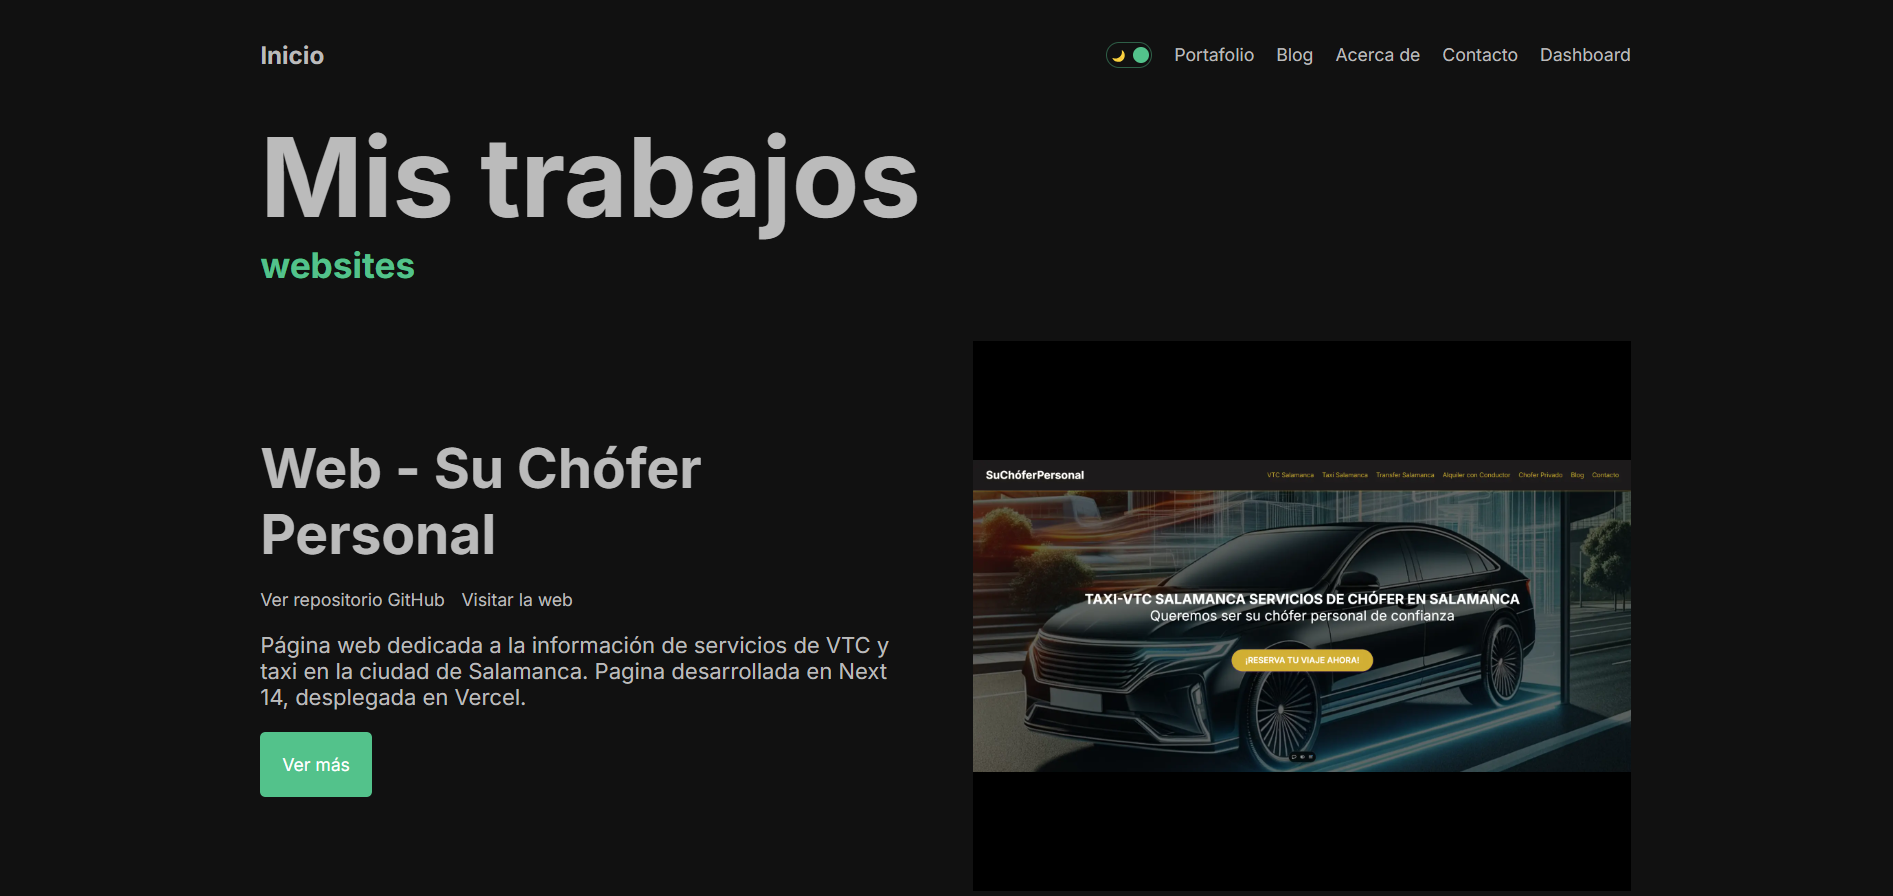 Inicio
Portafolio Blog Acerca de Contacto Dashboard
Mis trabajos
websites
Web - Su Chófer
Personal
Ver repositorio GitHub Visitar la web
Página web dedicada a la información de servicios de VTC y
taxi en la ciudad de Salamanca. Pagina desarrollada en Next
14, desplegada en Vercel.
Ver más
SuChóferPersonal
VTC Salamanca Taxi Salamanca Transfer Salamanca Alquiler con Conductor Chofer Privado Blog Contacto
TAXI-VTC SALAMANCA SERVICIOS DE CHÓFER EN SALAMANCA
Queremos ser su chófer personal de confianza
¡RESERVA TU VIAJE AHORA!